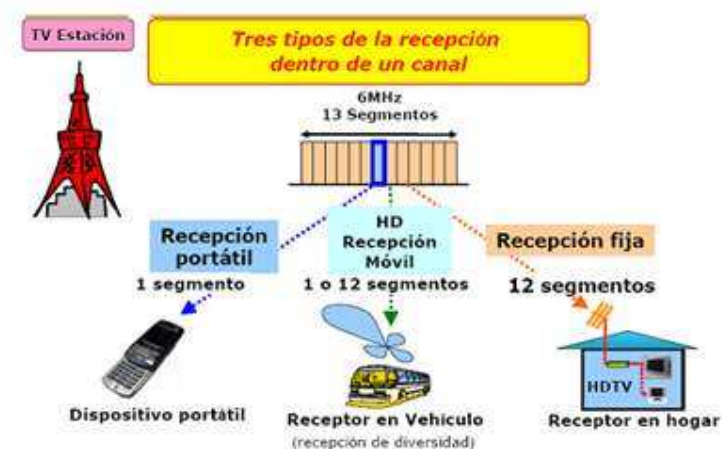 TV Estación
Tres tipos de la recepción
dentro de un canal
6MHz
13 Segmentos
Recepción
portátil
1 segmento
HD
Recepción
Móvil
1 o 12 segmentos
Recepción fija
12 segmentos
HDTV
Dispositivo portátil
Receptor en Vehículo
(recepción de diversidad)
Receptor en hogar